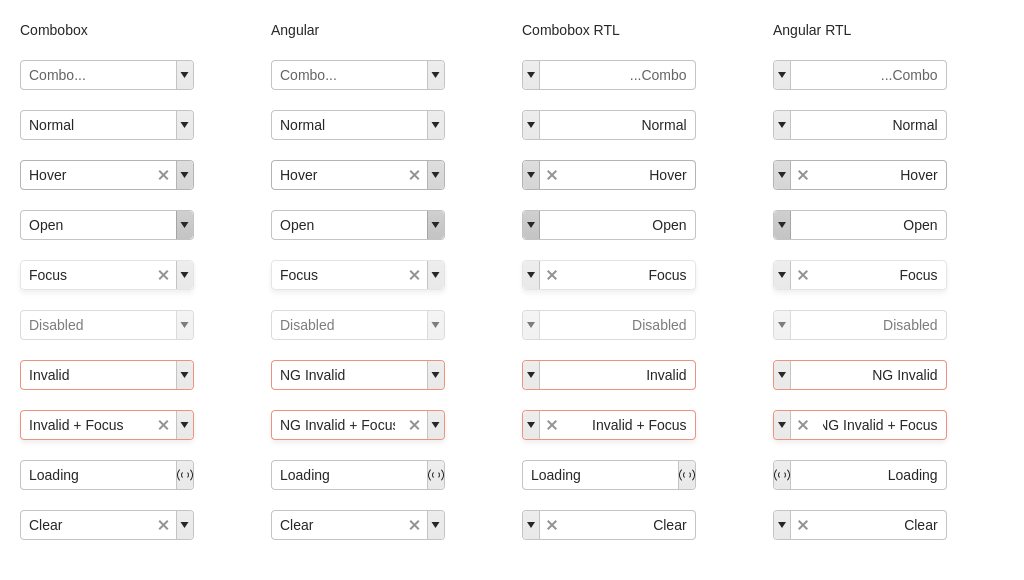 Combobox Angular Combobox RTL Angular RTL
Combo... Combo... ...Combo ...Combo
Normal Normal Normal Normal
Hover Hover Hover Hover
Open Open Open Open
Focus Focus Focus Focus
Disabled Disabled Disabled Disabled
Invalid NG Invalid Invalid NG Invalid
Invalid + Focus NG Invalid + Focus Invalid + Focus NG Invalid + Focus
Loading Loading Loading Loading
Clear Clear Clear Clear